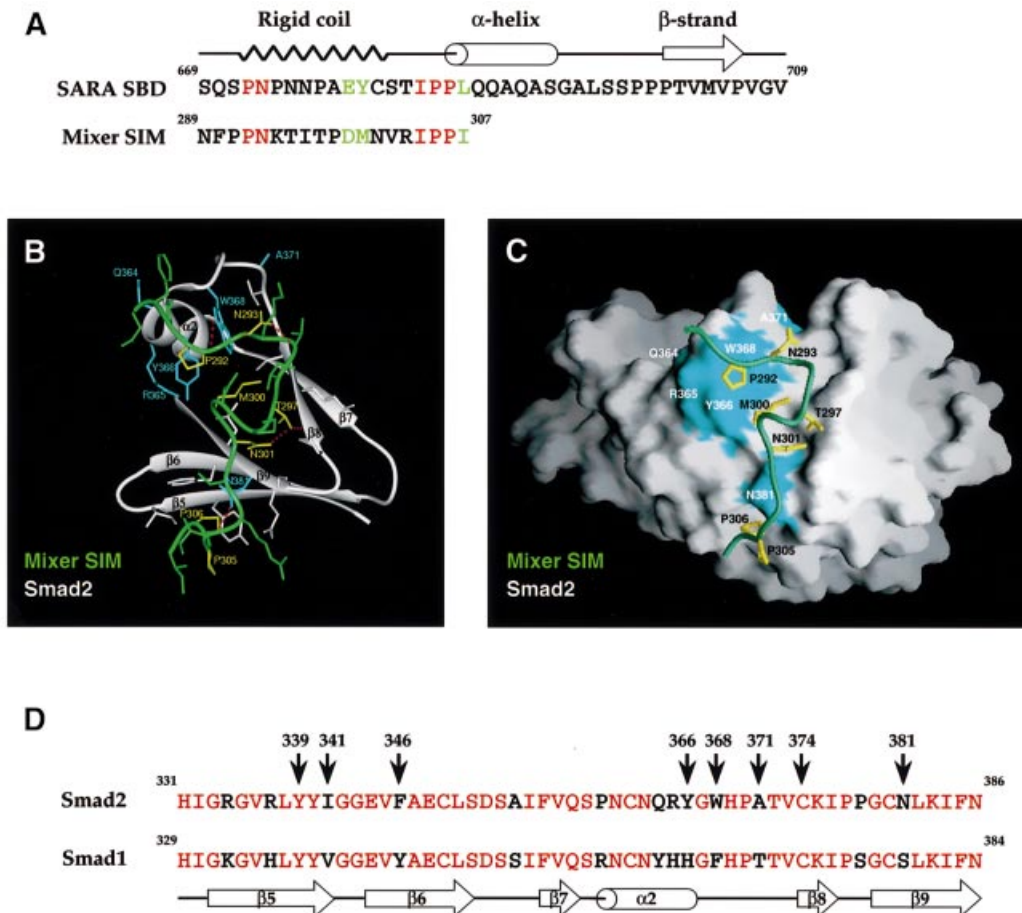 A
Rigid coil
α-helix
β-strand
669
709
SARA SBD
SQSPNPNNPAEYCSTIPPLQQAQASGALSSPPPTVMVPVGV
289
307
Mixer SIM
NFPPNKTITPDMNVRIPPI
B
A371
Q364
W368
N293
α2
Y366
P292
R365
M300
T297
β7
β8
N301
β6
β9
N381
β5
P306
P305
Mixer SIM
Smad2
C
A371
W368
Q364
N293
P292
R365
Y366
M300
T297
N301
N381
P306
P305
Mixer SIM
Smad2
D
339 341 346 366 368 371 374 381
331
386
Smad2
HIGRGVRLYYIGGEVFAECLSDSAIFVQSPNCNQRYGWHPATVCKIPPGCNLKIFN
329
384
Smad1
HIGKGVHLYYVGGEVYAECLSDSSIFVQSRNCNYHHGFHPTTVCKIPSGCSLKIFN
β5 β6 β7 α2 β8 β9